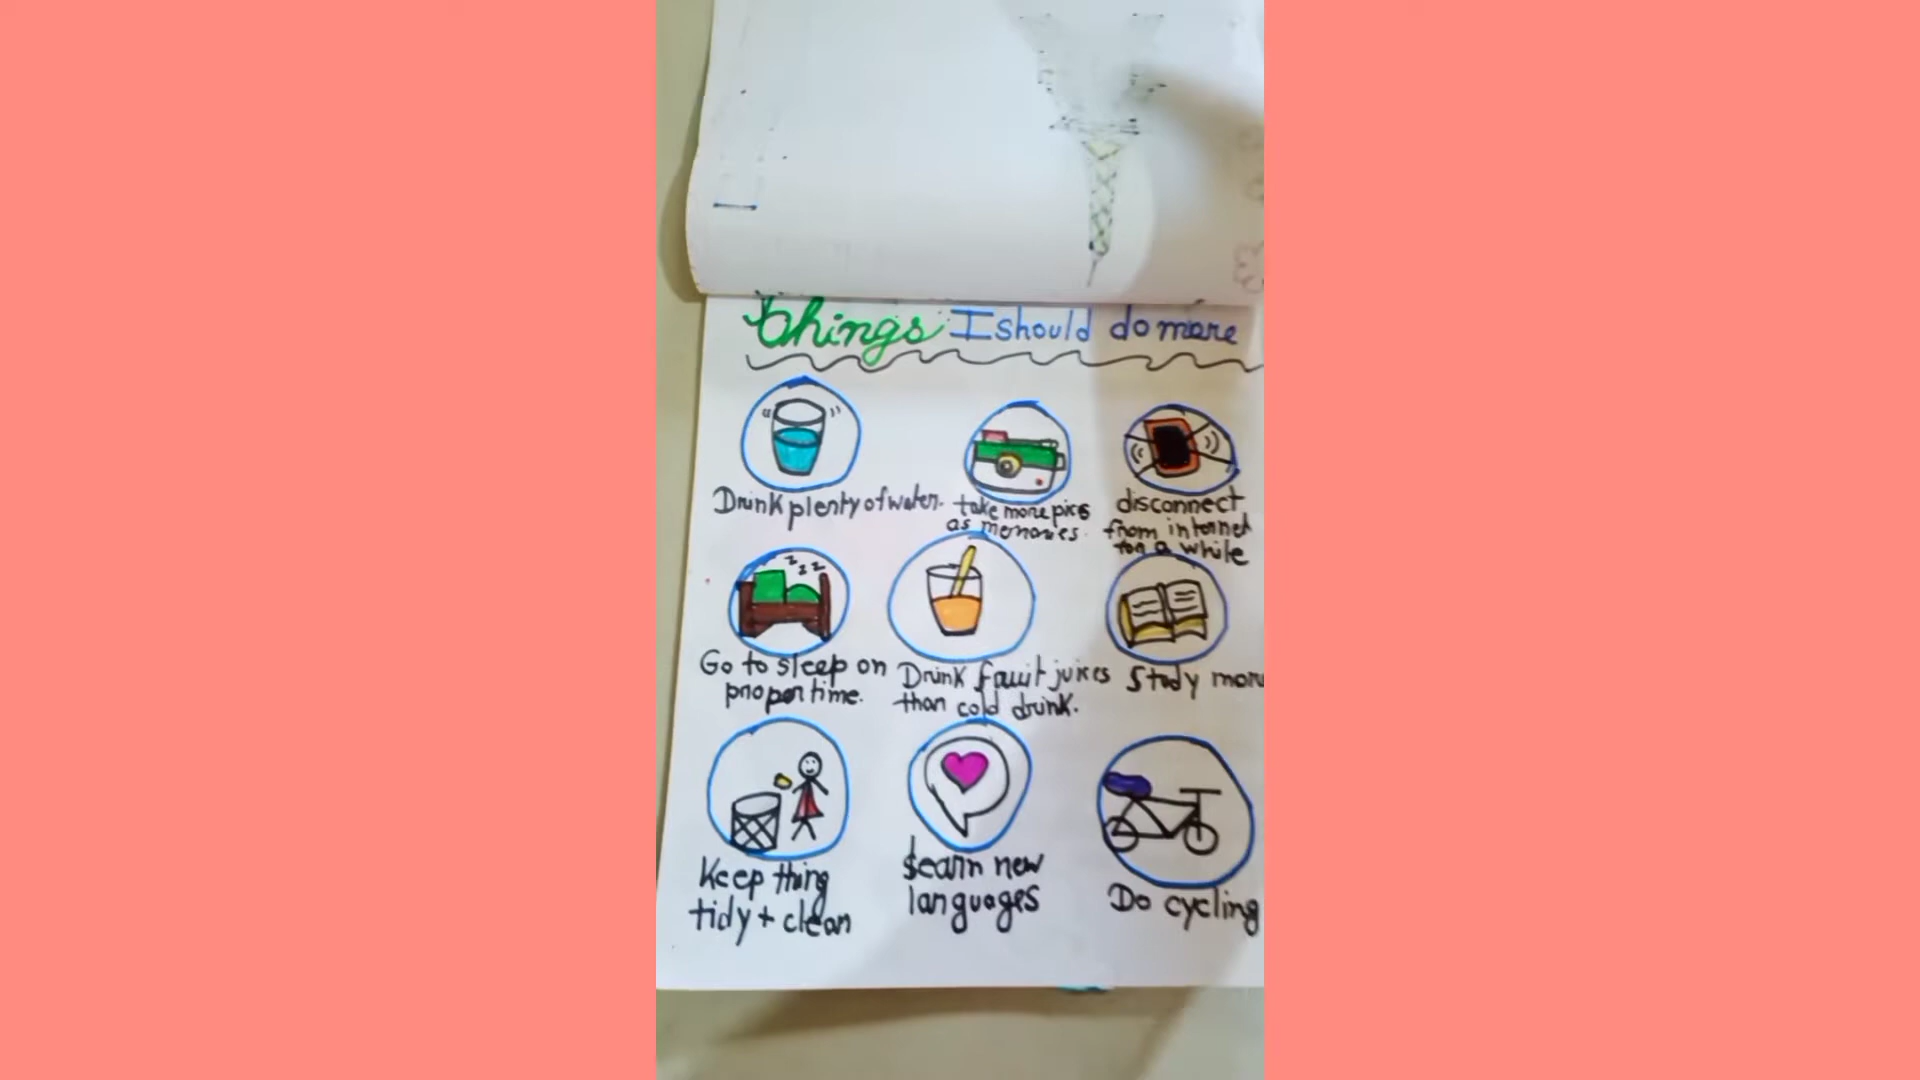 things I should do more
Drink plenty of water.
take more pics
as memories.
disconnect
from internet
for a while
z z z
Go to sleep on
proper time.
Drink fruit juices
than cold drink.
Study more
Keep thing
tidy + clean
Learn new
languages
Do cycling